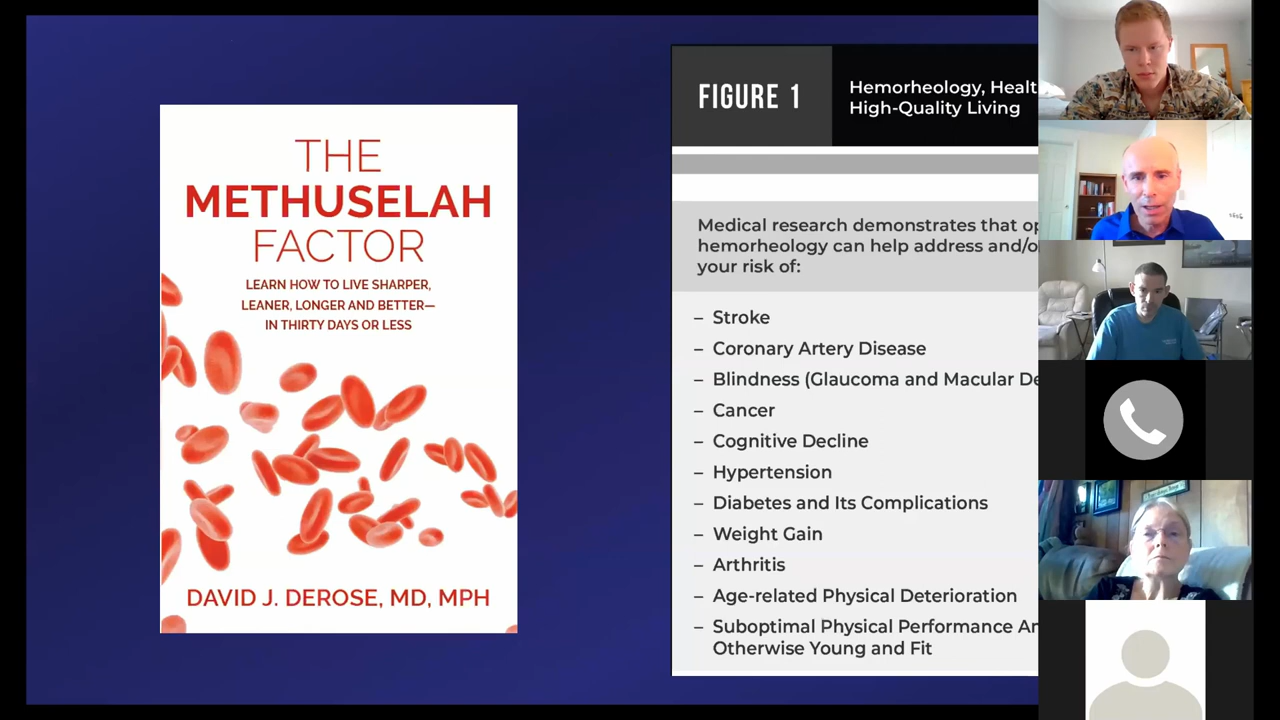 THE
METHUSELAH
FACTOR
LEARN HOW TO LIVE SHARPER,
LEANER, LONGER AND BETTER—
IN THIRTY DAYS OR LESS
DAVID J. DEROSE, MD, MPH
FIGURE 1
Hemorheology, Healt
High-Quality Living
Medical research demonstrates that op
hemorheology can help address and/o
your risk of:
– Stroke
– Coronary Artery Disease
– Blindness (Glaucoma and Macular De
– Cancer
– Cognitive Decline
– Hypertension
– Diabetes and Its Complications
– Weight Gain
– Arthritis
– Age-related Physical Deterioration
– Suboptimal Physical Performance An
Otherwise Young and Fit